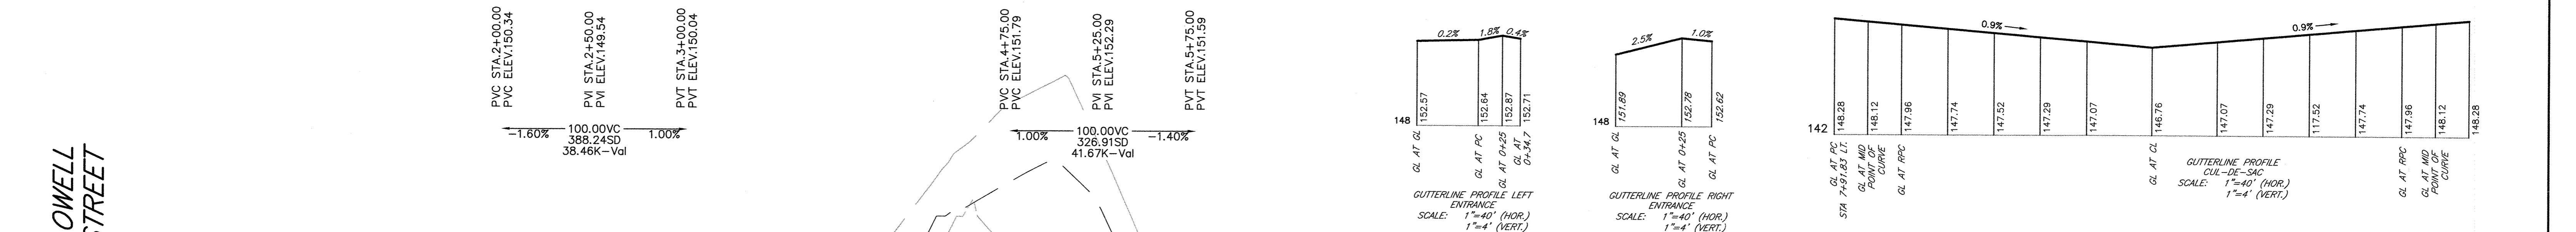 OWELL
STREET
PVC STA.2+00.00
PVC ELEV.150.34
PVI STA.2+50.00
PVI ELEV.149.54
PVT STA.3+00.00
PVT ELEV.150.04
-1.60%
100.00VC
1.00%
388.24SD
38.46K-Val
PVC STA.4+75.00
PVC ELEV.151.79
PVI STA.5+25.00
PVI ELEV.152.29
PVT STA.5+75.00
PVT ELEV.151.59
1.00%
100.00VC
-1.40%
326.91SD
41.67K-Val
0.2%
1.8%
0.4%
148
152.57
152.64
152.87
152.71
GL AT GL
GL AT PC
GL AT 0+25
GL AT
0+34.7
GUTTERLINE PROFILE LEFT
ENTRANCE
SCALE: 1"=40' (HOR.)
1"=4' (VERT.)
2.5%
1.0%
148
151.89
152.78
152.62
GL AT GL
GL AT 0+25
GL AT PC
GUTTERLINE PROFILE RIGHT
ENTRANCE
SCALE: 1"=40' (HOR.)
1"=4' (VERT.)
0.9%
0.9%
142
148.28
148.12
147.96
147.74
147.52
147.29
147.07
146.76
147.07
147.29
117.52
147.74
147.96
148.12
148.28
GL AT PC
STA 7+91.83 LT.
GL AT MID
POINT OF
CURVE
GL AT RPC
GL AT CL
GUTTERLINE PROFILE
CUL-DE-SAC
SCALE: 1"=40' (HOR.)
1"=4' (VERT.)
GL AT RPC
GL AT MID
POINT OF
CURVE